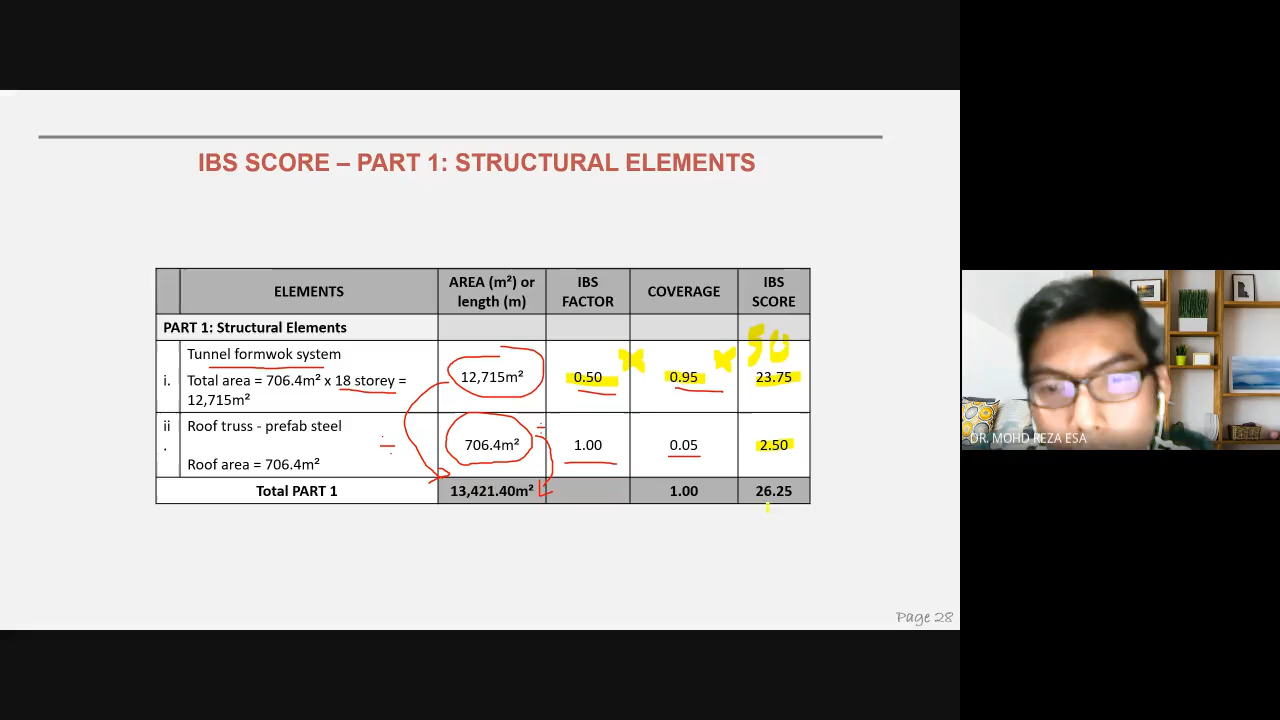 IBS SCORE – PART 1: STRUCTURAL ELEMENTS
ELEMENTS
AREA (m²) or
length (m)
IBS
FACTOR
COVERAGE
IBS
SCORE
PART 1: Structural Elements
50
i.
Tunnel formwok system
Total area = 706.4m² x 18 storey =
12,715m²
12,715m²
0.50
x
0.95
x
23.75
ii
.
Roof truss - prefab steel
Roof area = 706.4m²
÷
706.4m²
÷
1.00
0.05
2.50
Total PART 1
13,421.40m²
1.00
26.25
Page 28
DR. MOHD REZA ESA